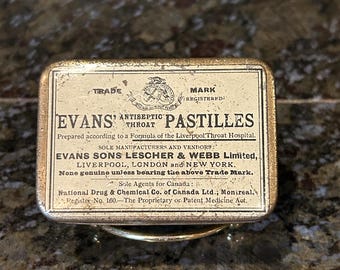 TRADE MARK
REGISTERED
EVANS' ANTISEPTIC THROAT PASTILLES
Prepared according to a Formula of the Liverpool Throat Hospital.
SOLE MANUFACTURERS AND VENDORS:
EVANS SONS LESCHER & WEBB Limited,
LIVERPOOL, LONDON and NEW YORK.
None genuine unless bearing the above Trade Mark.
Sole Agents for Canada:
National Drug & Chemical Co. of Canada Ltd., Montreal.
Register No. 160.—The Proprietary or Patent Medicine Act.